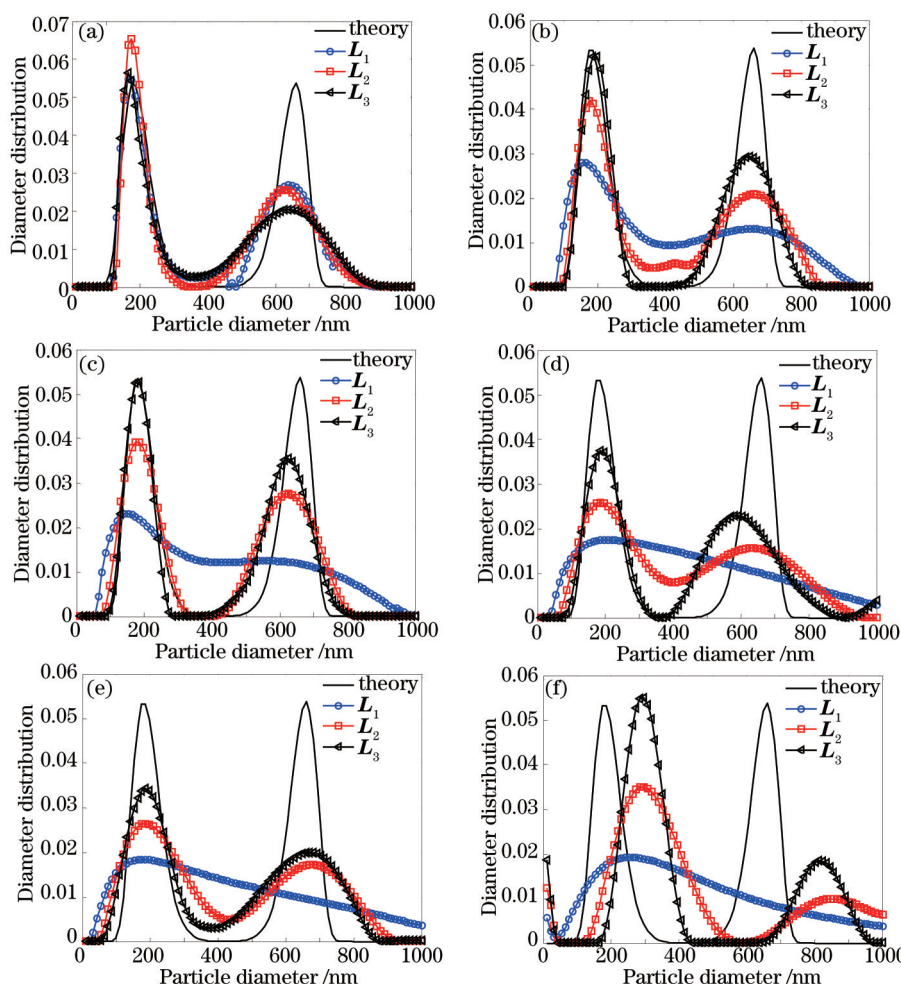 (a)
theory
L1
L2
L3
Diameter distribution
0.07
0.06
0.05
0.04
0.03
0.02
0.01
0
0 200 400 600 800 1000
Particle diameter /nm
(b)
theory
L1
L2
L3
Diameter distribution
0.06
0.05
0.04
0.03
0.02
0.01
0
0 200 400 600 800 1000
Particle diameter /nm
(c)
theory
L1
L2
L3
Diameter distribution
0.06
0.05
0.04
0.03
0.02
0.01
0
0 200 400 600 800 1000
Particle diameter /nm
(d)
theory
L1
L2
L3
Diameter distribution
0.06
0.05
0.04
0.03
0.02
0.01
0
0 200 400 600 800 1000
Particle diameter /nm
(e)
theory
L1
L2
L3
Diameter distribution
0.06
0.05
0.04
0.03
0.02
0.01
0
0 200 400 600 800 1000
Particle diameter /nm
(f)
theory
L1
L2
L3
Diameter distribution
0.06
0.05
0.04
0.03
0.02
0.01
0
0 200 400 600 800 1000
Particle diameter /nm